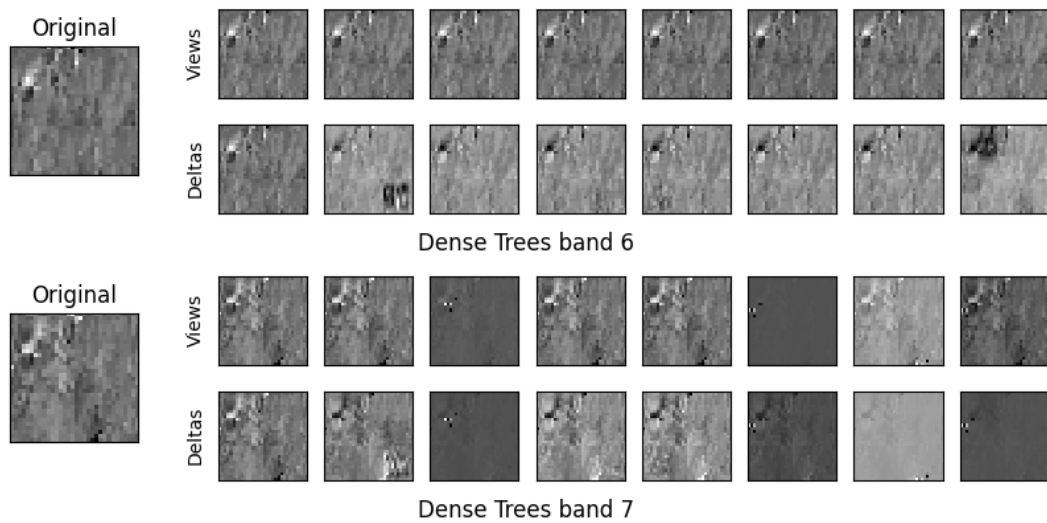 Original
Views
Deltas
Dense Trees band 6
Original
Views
Deltas
Dense Trees band 7